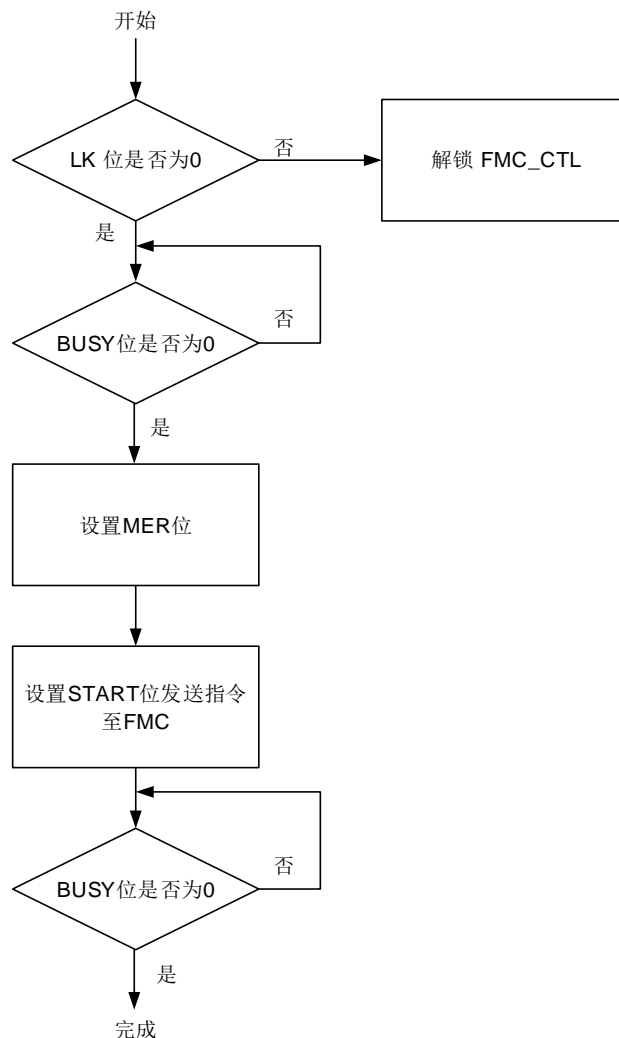 开始
LK 位是否为0
否
解锁 FMC_CTL
是
BUSY位是否为0
否
是
设置MER位
设置START位发送指令
至FMC
BUSY位是否为0
否
是
完成